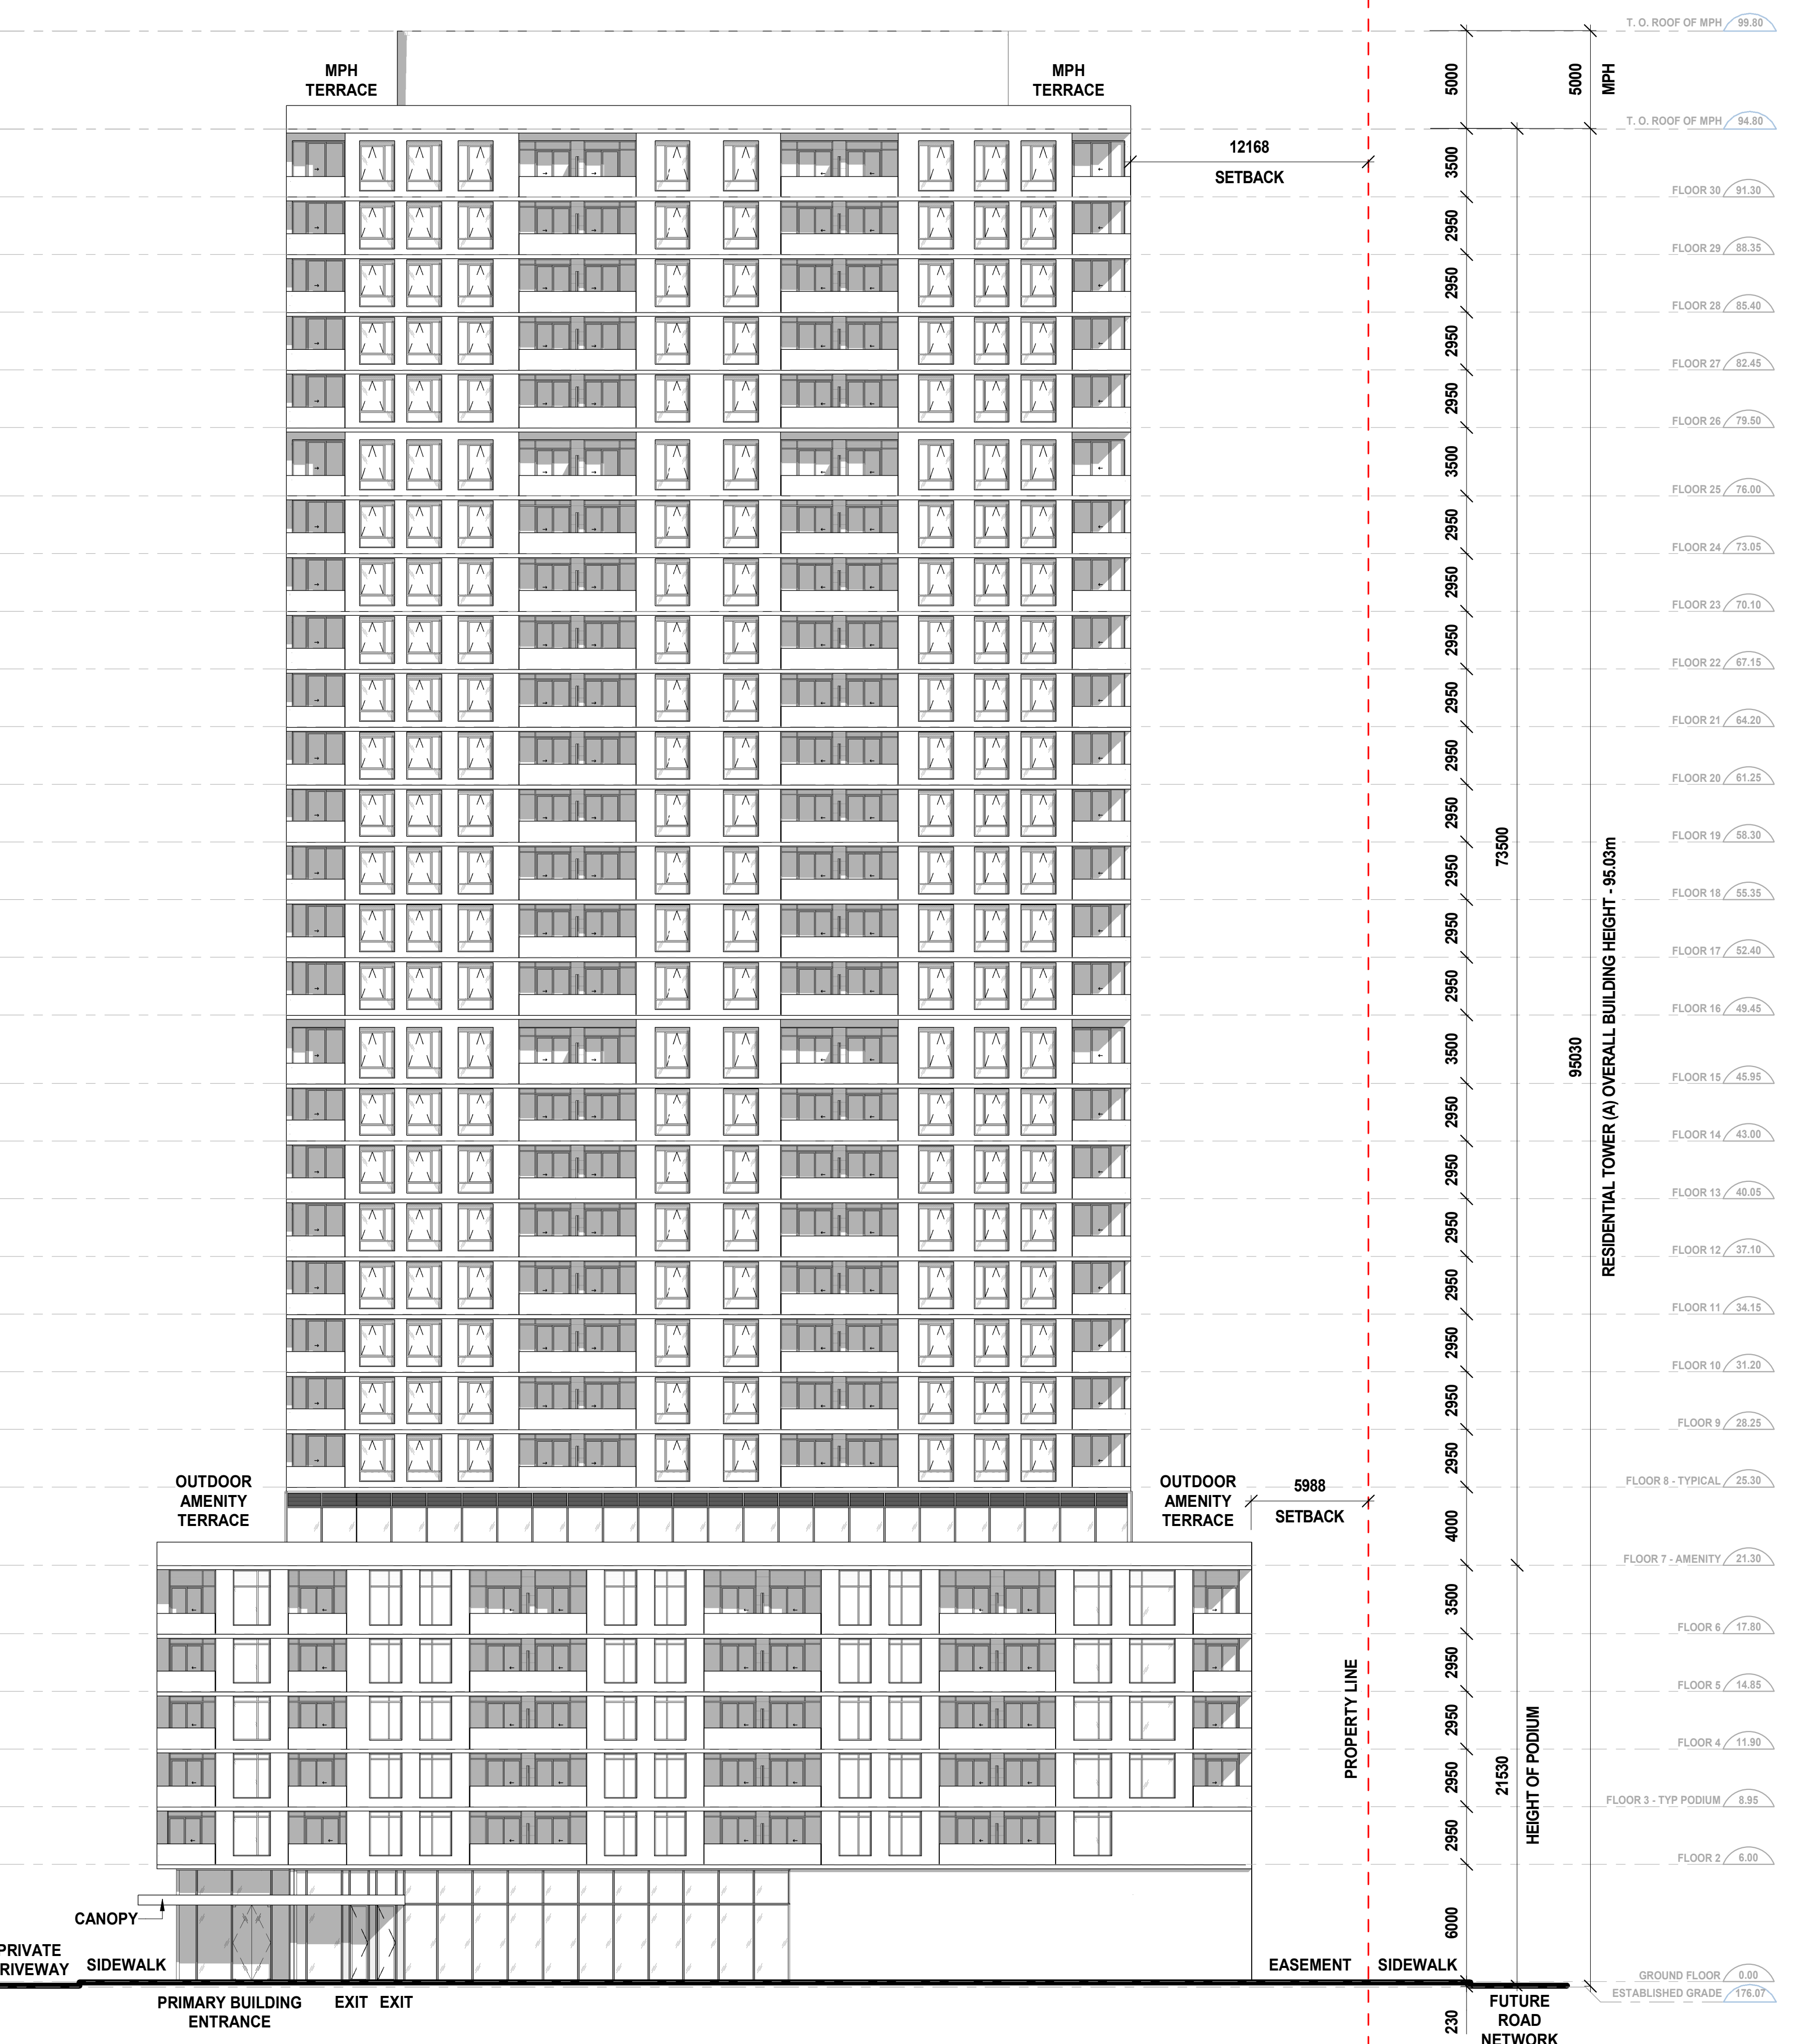 T. O. ROOF OF MPH 99.80
MPH
TERRACE
MPH
TERRACE
5000
5000
MPH
T. O. ROOF OF MPH 94.80
12168
SETBACK
3500
FLOOR 30 91.30
2950
FLOOR 29 88.35
2950
FLOOR 28 85.40
2950
FLOOR 27 82.45
2950
FLOOR 26 79.50
3500
FLOOR 25 76.00
2950
FLOOR 24 73.05
2950
FLOOR 23 70.10
2950
FLOOR 22 67.15
2950
FLOOR 21 64.20
2950
FLOOR 20 61.25
2950
FLOOR 19 58.30
73500
2950
FLOOR 18 55.35
2950
FLOOR 17 52.40
2950
FLOOR 16 49.45
3500
95030
RESIDENTIAL TOWER (A) OVERALL BUILDING HEIGHT - 95.03m
FLOOR 15 45.95
2950
FLOOR 14 43.00
2950
FLOOR 13 40.05
2950
FLOOR 12 37.10
2950
FLOOR 11 34.15
2950
FLOOR 10 31.20
2950
FLOOR 9 28.25
2950
FLOOR 8 - TYPICAL 25.30
OUTDOOR
AMENITY
TERRACE
OUTDOOR
AMENITY
TERRACE
5988
SETBACK
4000
FLOOR 7 - AMENITY 21.30
3500
FLOOR 6 17.80
2950
FLOOR 5 14.85
PROPERTY LINE
2950
FLOOR 4 11.90
2950
21530
HEIGHT OF PODIUM
FLOOR 3 - TYP PODIUM 8.95
2950
FLOOR 2 6.00
CANOPY
6000
PRIVATE
RIVEWAY
SIDEWALK
EASEMENT
SIDEWALK
GROUND FLOOR 0.00
ESTABLISHED GRADE 176.07
PRIMARY BUILDING
ENTRANCE
EXIT
EXIT
230
FUTURE
ROAD
NETWORK